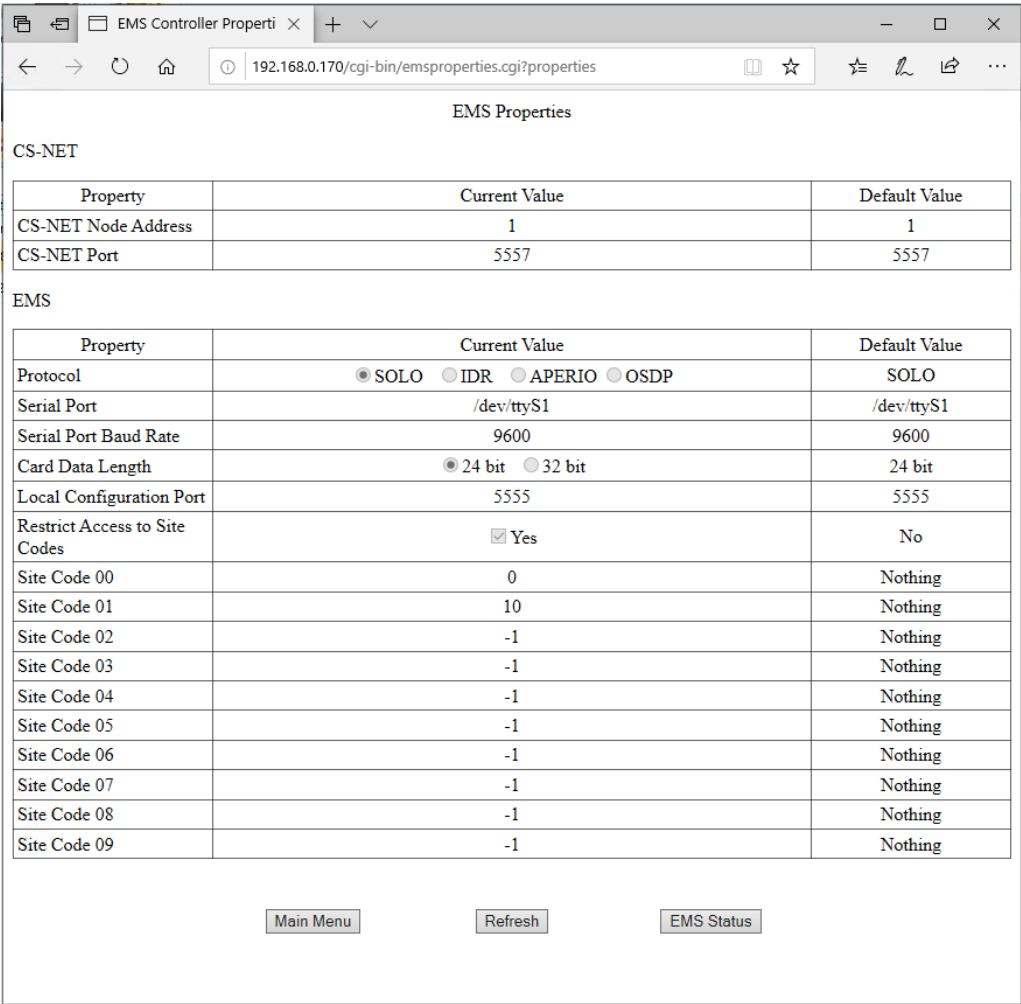 EMS Controller Properti
192.168.0.170/cgi-bin/emsproperties.cgi?properties
EMS Properties
CS-NET
Property Current Value Default Value
CS-NET Node Address 1 1
CS-NET Port 5557 5557
EMS
Property Current Value Default Value
Protocol SOLO IDR APERIO OSDP SOLO
Serial Port /dev/ttyS1 /dev/ttyS1
Serial Port Baud Rate 9600 9600
Card Data Length 24 bit 32 bit 24 bit
Local Configuration Port 5555 5555
Restrict Access to Site
Codes Yes No
Site Code 00 0 Nothing
Site Code 01 10 Nothing
Site Code 02 -1 Nothing
Site Code 03 -1 Nothing
Site Code 04 -1 Nothing
Site Code 05 -1 Nothing
Site Code 06 -1 Nothing
Site Code 07 -1 Nothing
Site Code 08 -1 Nothing
Site Code 09 -1 Nothing
Main Menu Refresh EMS Status